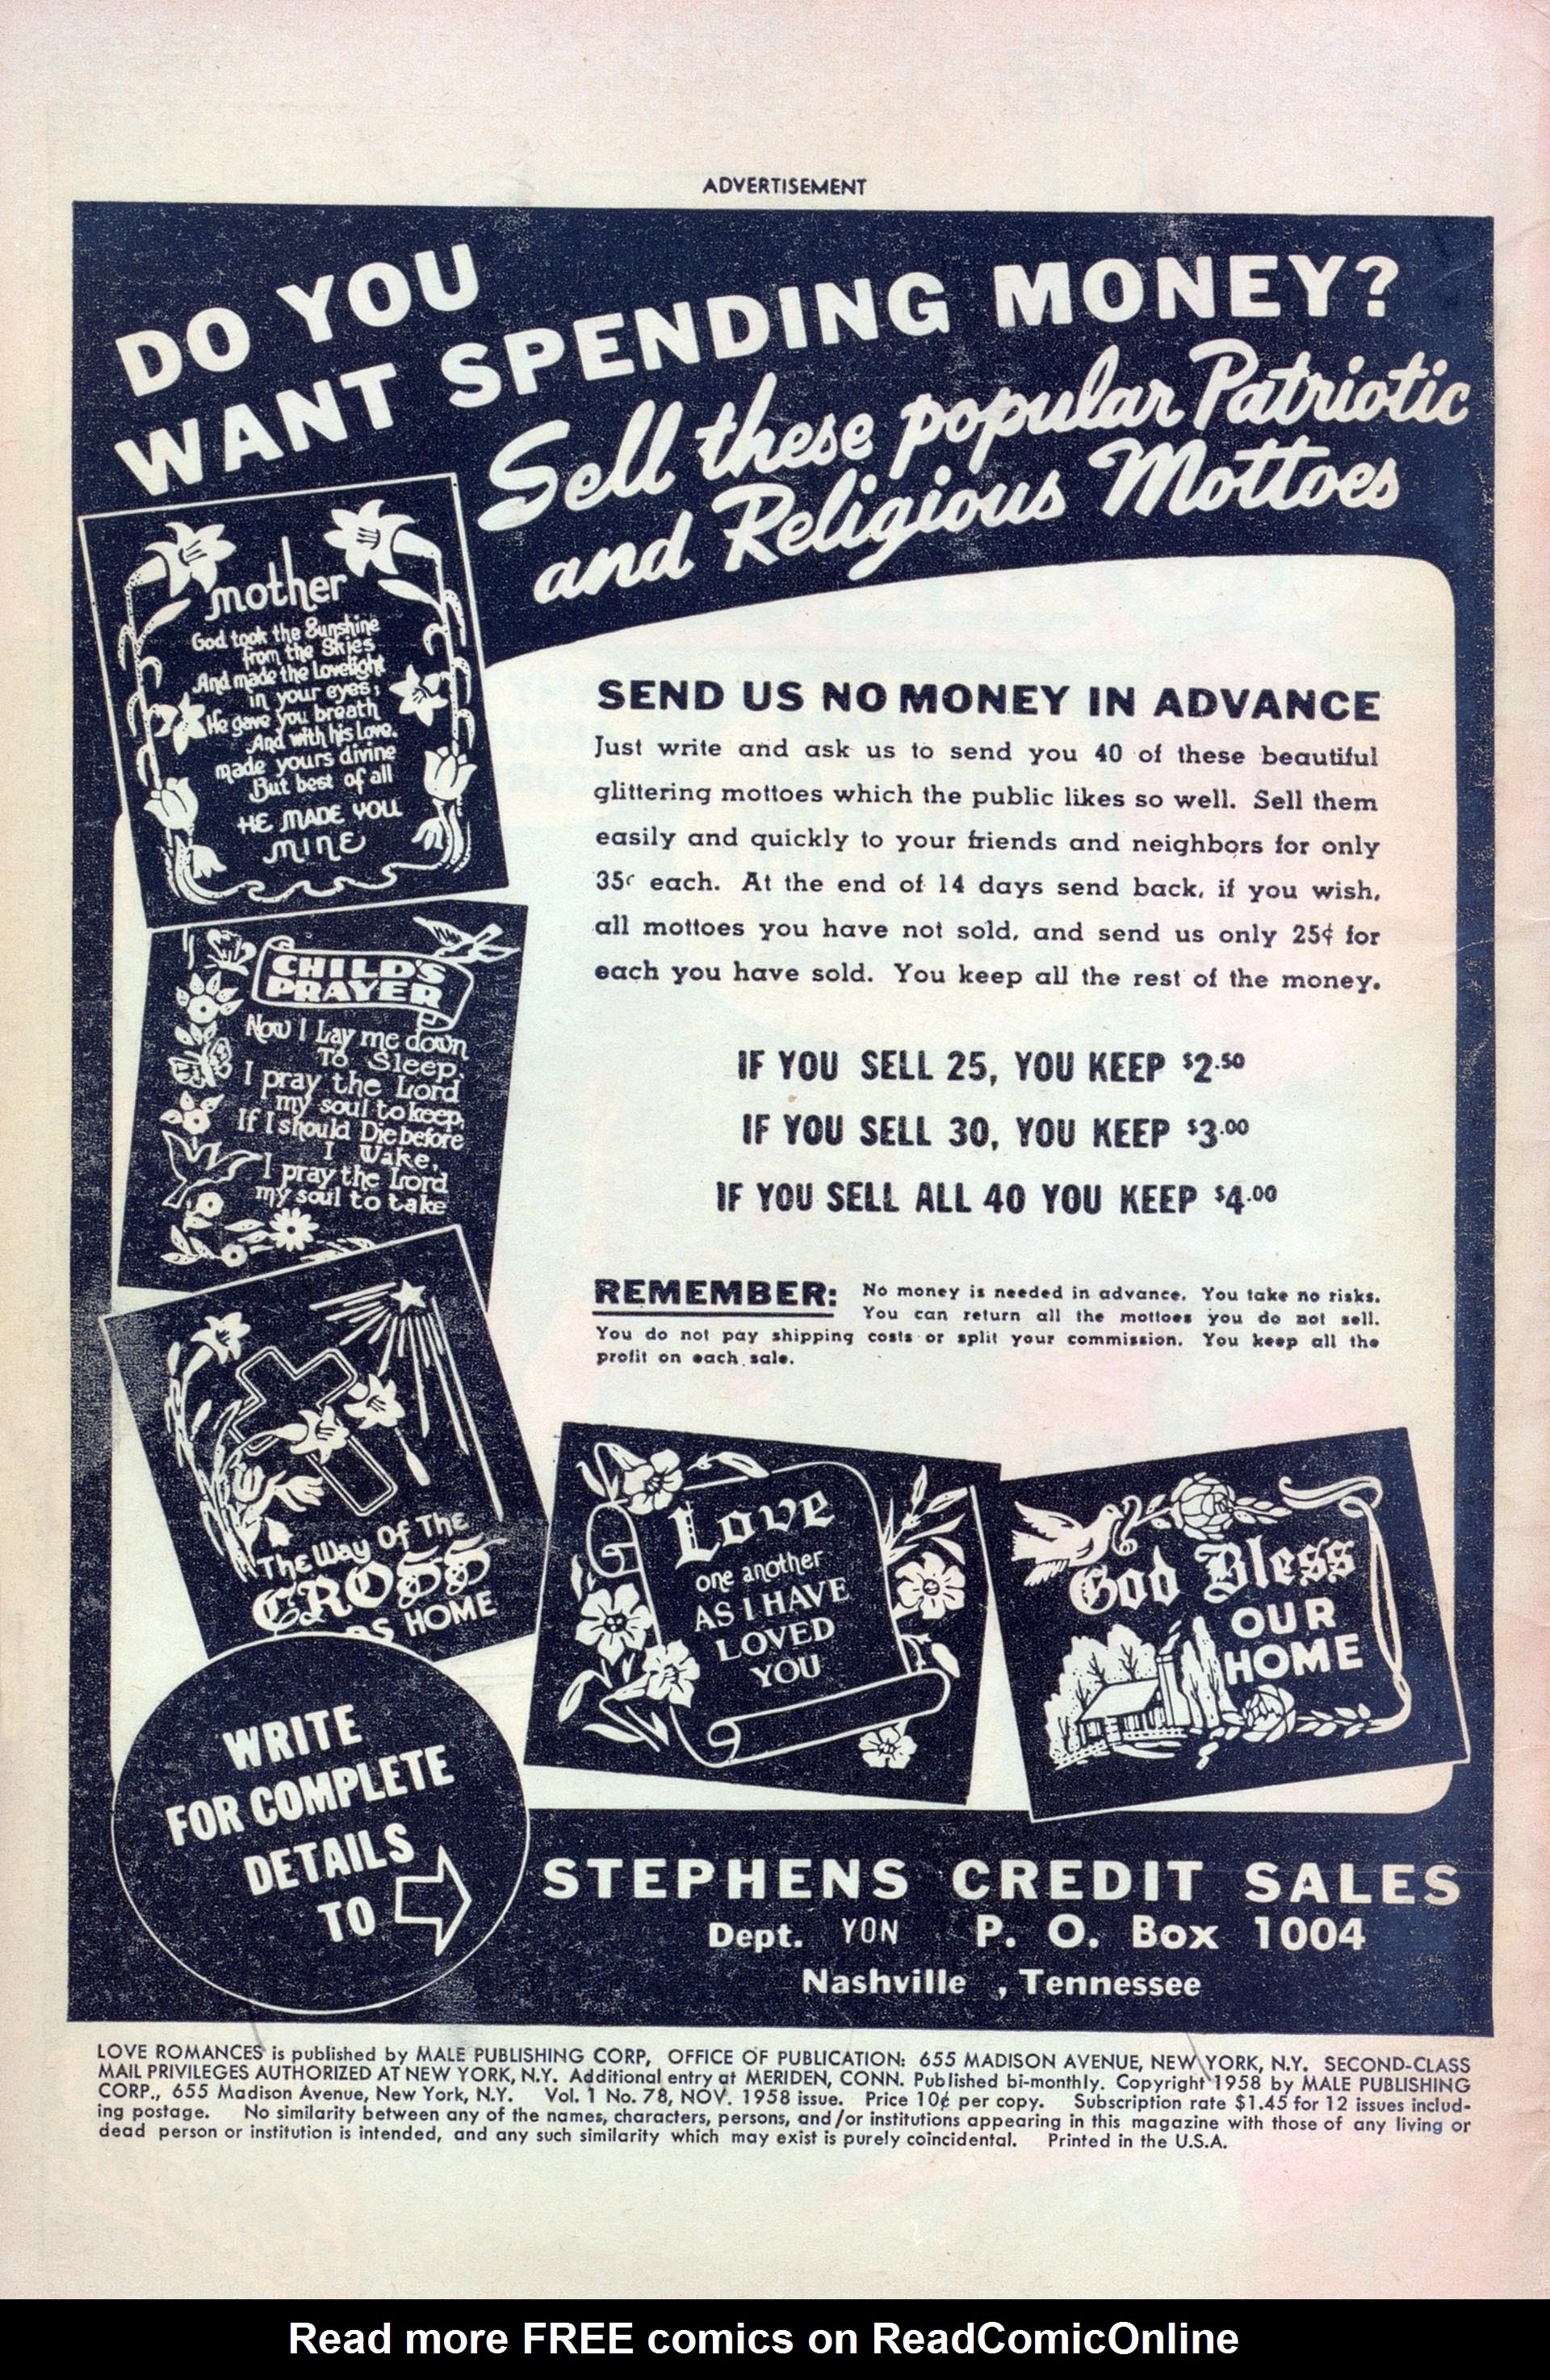 ADVERTISEMENT
DO YOU
WANT SPENDING MONEY?
Sell these popular Patriotic
and Religious Mottoes
mother
God took the Sunshine
from the Skies
And made the Lovelight
in your eyes;
He gave you breath
And with his Love.
made yours divine
But best of all
HE MADE YOU
MINE
CHILD'S
PRAYER
Now I Lay me down
To Sleep.
I pray the Lord
my soul to keep,
If I should Die before
I Wake.
I pray the Lord
my soul to take
The Way Of The
CROSS
HOME
SEND US NO MONEY IN ADVANCE
Just write and ask us to send you 40 of these beautiful
glittering mottoes which the public likes so well. Sell them
easily and quickly to your friends and neighbors for only
35¢ each. At the end of 14 days send back, if you wish,
all mottoes you have not sold, and send us only 25¢ for
each you have sold. You keep all the rest of the money.
IF YOU SELL 25, YOU KEEP $2.50
IF YOU SELL 30, YOU KEEP $3.00
IF YOU SELL ALL 40 YOU KEEP $4.00
REMEMBER: No money is needed in advance. You take no risks.
You can return all the mottoes you do not sell.
You do not pay shipping costs or split your commission. You keep all the
profit on each sale.
Love
one another
AS I HAVE
LOVED
YOU
God Bless
OUR
HOME
WRITE
FOR COMPLETE
DETAILS
TO
STEPHENS CREDIT SALES
Dept. YON P. O. Box 1004
Nashville , Tennessee
LOVE ROMANCES is published by MALE PUBLISHING CORP, OFFICE OF PUBLICATION: 655 MADISON AVENUE, NEW YORK, N.Y. SECOND-CLASS
MAIL PRIVILEGES AUTHORIZED AT NEW YORK, N.Y. Additional entry at MERIDEN, CONN. Published bi-monthly. Copyright 1958 by MALE PUBLISHING
CORP., 655 Madison Avenue, New York, N.Y. Vol. 1 No. 78, NOV. 1958 issue. Price 10¢ per copy. Subscription rate $1.45 for 12 issues includ-
ing postage. No similarity between any of the names, characters, persons, and/or institutions appearing in this magazine with those of any living or
dead person or institution is intended, and any such similarity which may exist is purely coincidental. Printed in the U.S.A.
Read more FREE comics on ReadComicOnline